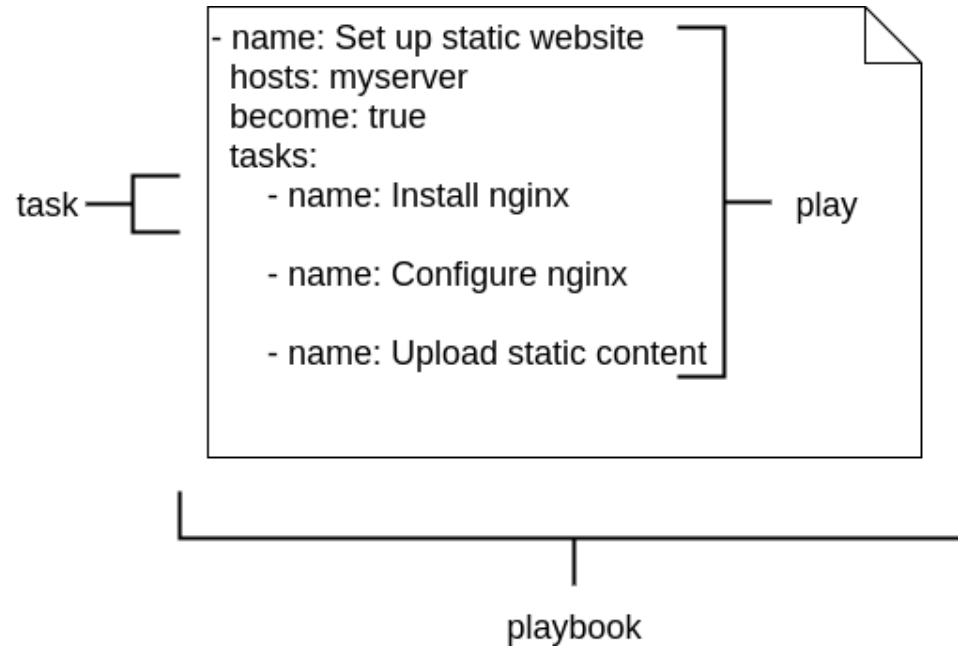 - name: Set up static website
hosts: myserver
become: true
tasks:
- name: Install nginx
task
play
- name: Configure nginx
- name: Upload static content
playbook